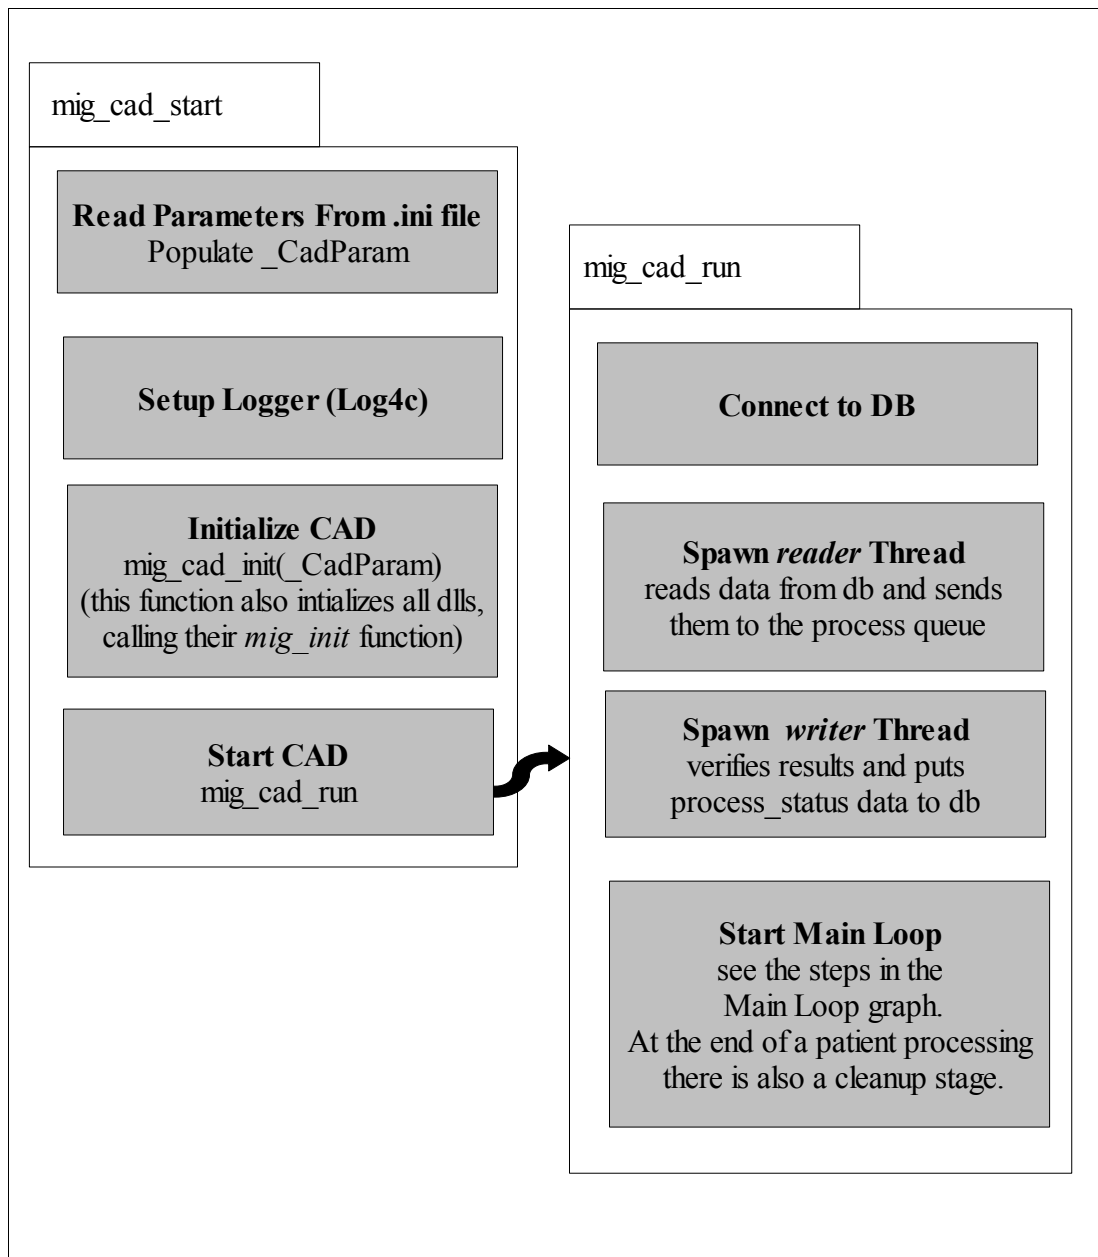 mig_cad_start
Read Parameters From .ini file
Populate _CadParam
Setup Logger (Log4c)
Initialize CAD
mig_cad_init(_CadParam)
(this function also intializes all dlls,
calling their mig_init function)
Start CAD
mig_cad_run
mig_cad_run
Connect to DB
Spawn reader Thread
reads data from db and sends
them to the process queue
Spawn writer Thread
verifies results and puts
process_status data to db
Start Main Loop
see the steps in the
Main Loop graph.
At the end of a patient processing
there is also a cleanup stage.